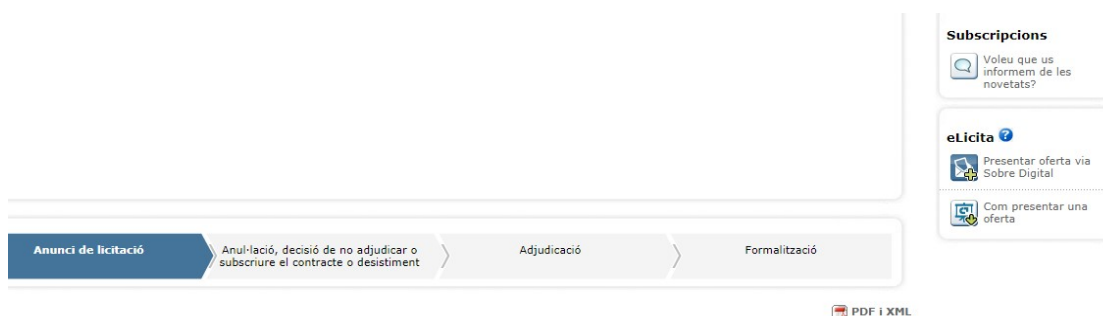 Subscripcions
Voleu que us
informem de les
novetats?
eLicita
Presentar oferta via
Sobre Digital
Com presentar una
oferta
Anunci de licitació
Anul·lació, decisió de no adjudicar o
subscriure el contracte o desistiment
Adjudicació
Formalització
PDF i XML